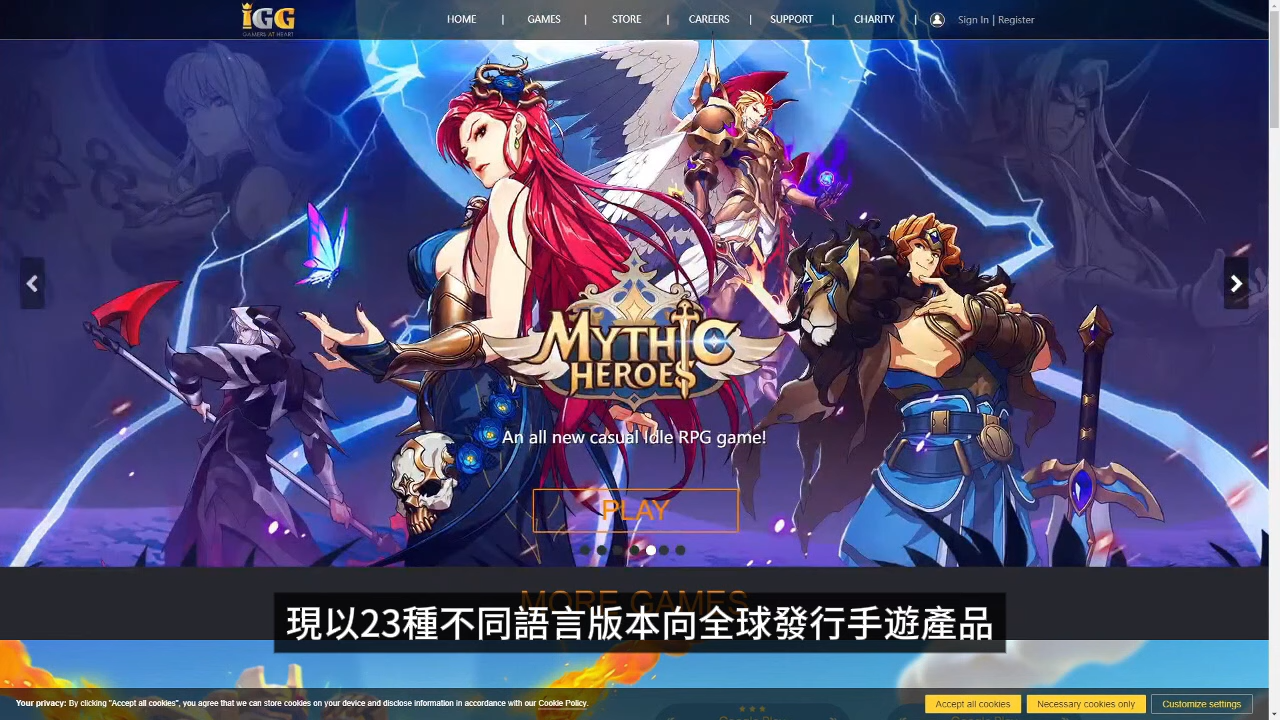 IGG
GAMERS AT HEART
HOME | GAMES | STORE | CAREERS | SUPPORT | CHARITY | Sign In | Register
MYTHIC
HEROES
An all new casual Idle RPG game!
PLAY
MORE GAMES
現以23種不同語言版本向全球發行手遊產品
Your privacy: By clicking "Accept all cookies", you agree that we can store cookies on your device and disclose information in accordance with our Cookie Policy.
Accept all cookies
Necessary cookies only
Customize settings
Google Play
Google Play